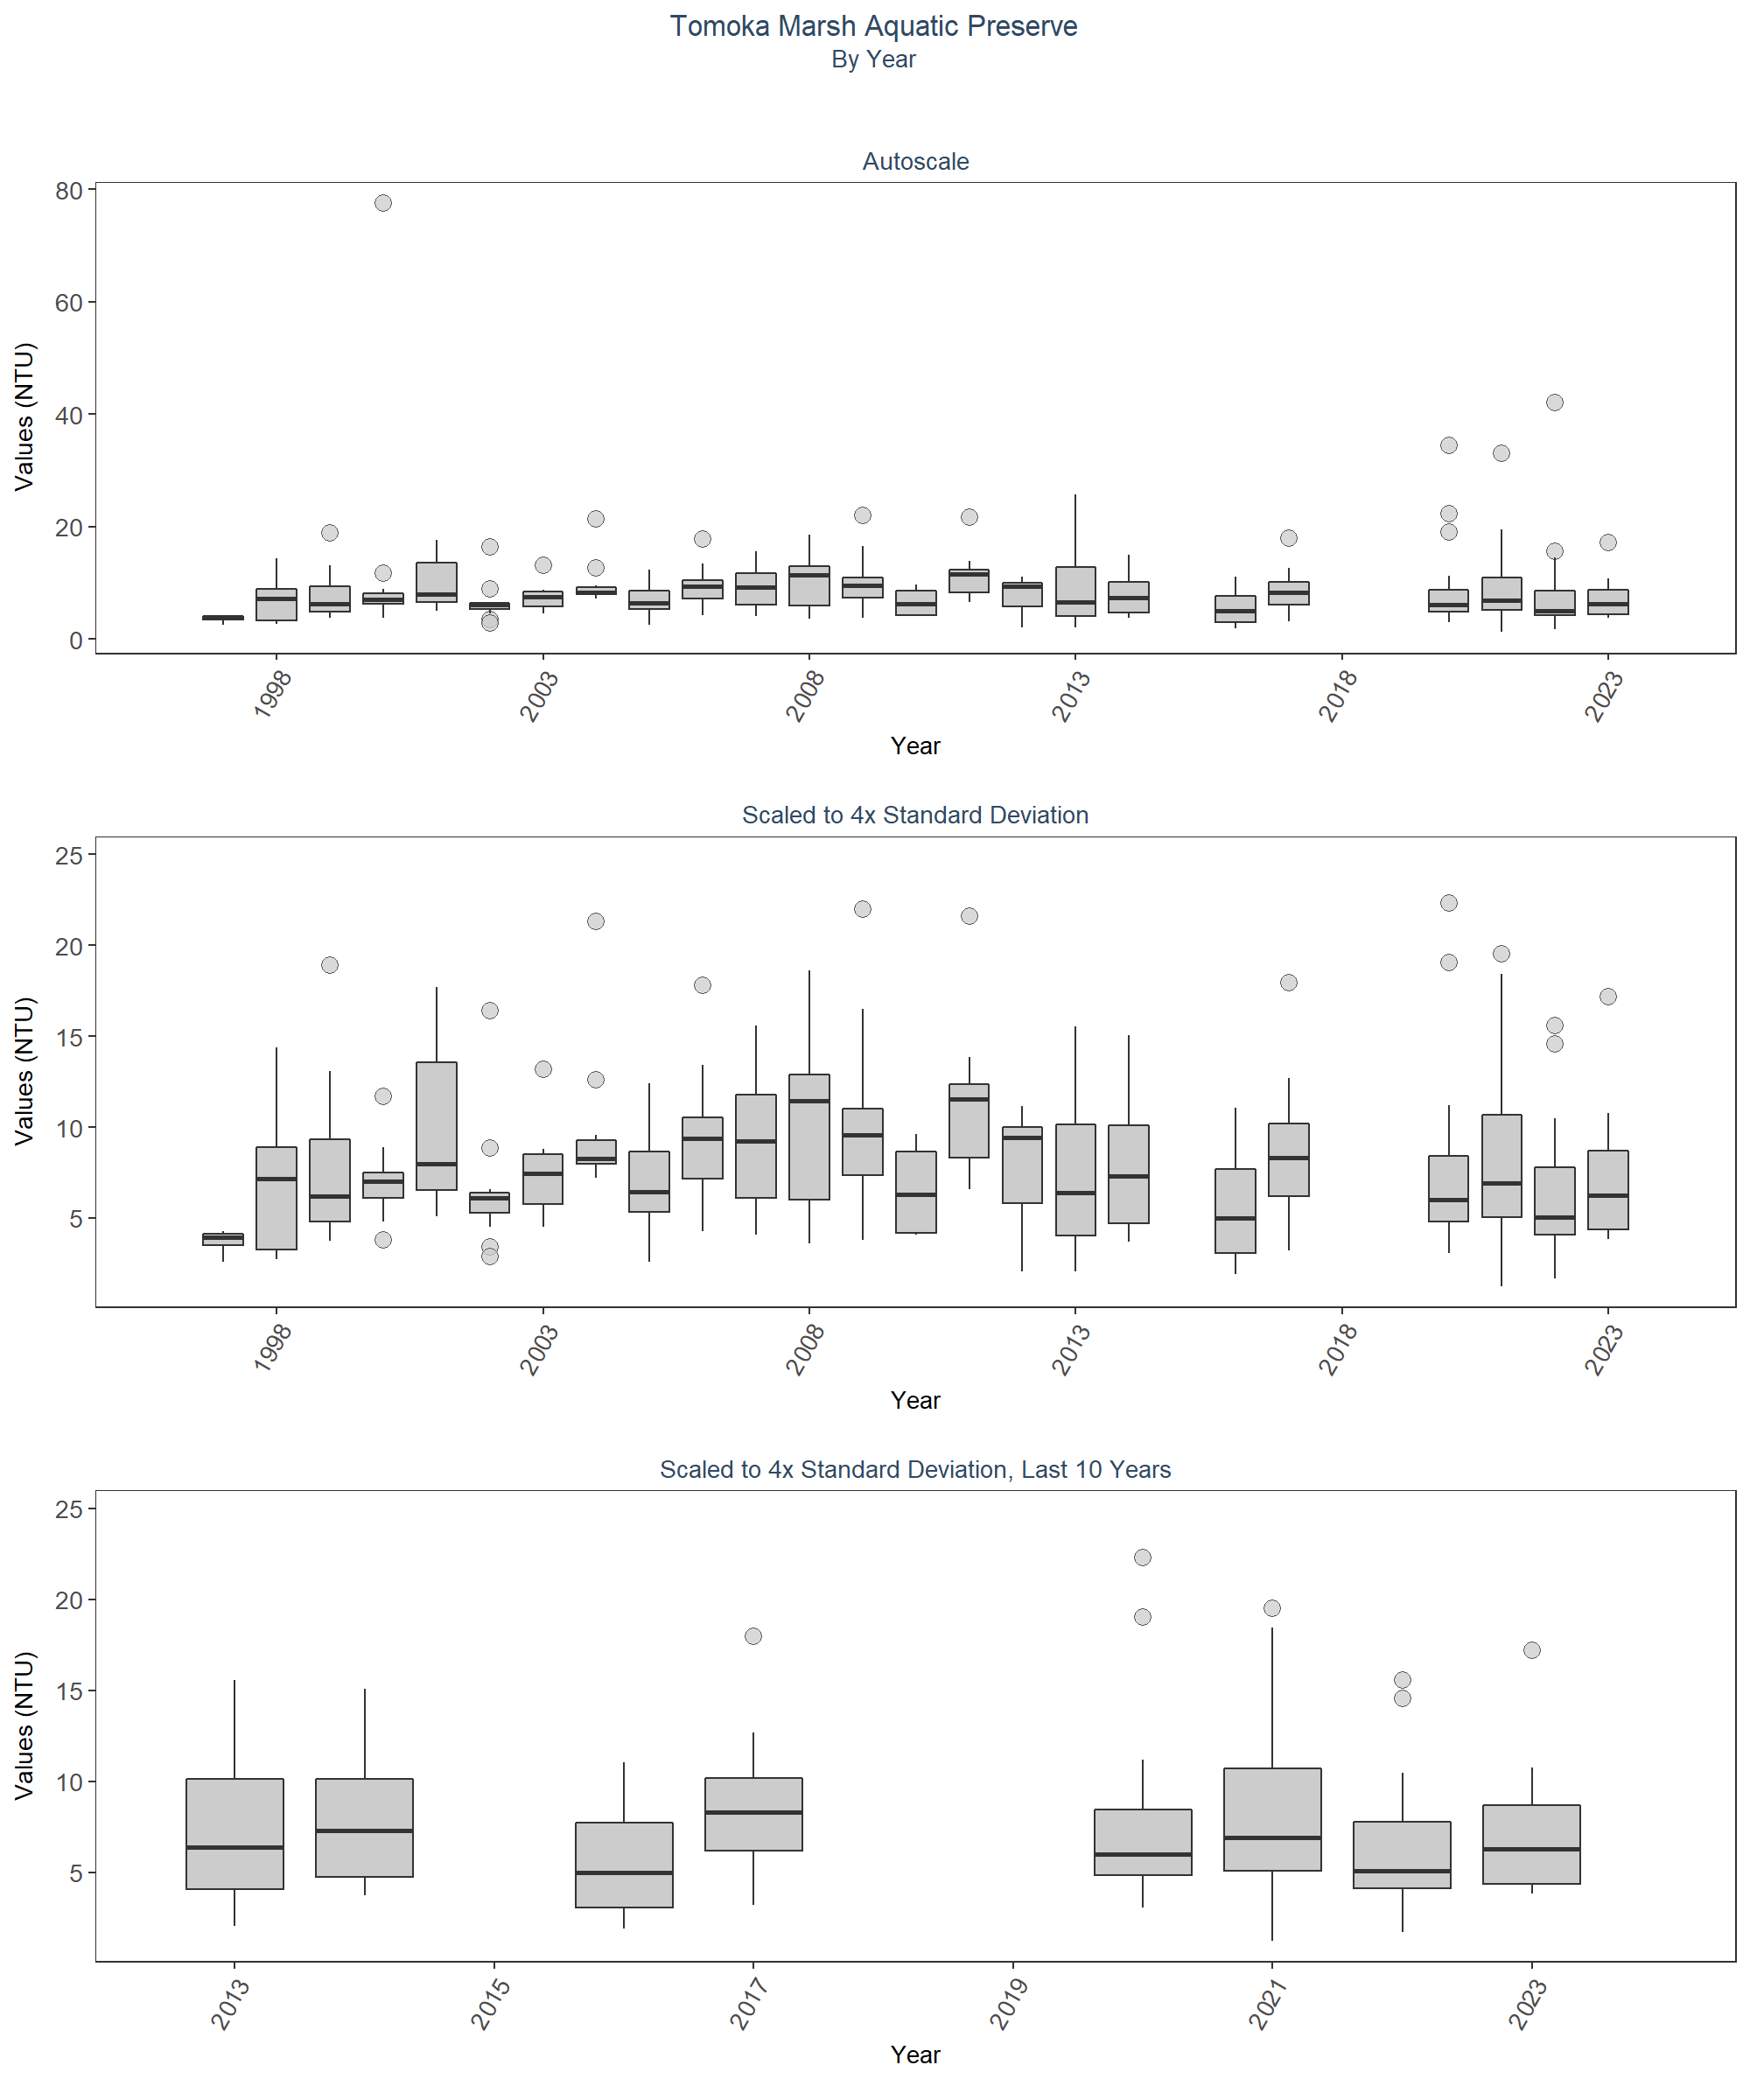 Tomoka Marsh Aquatic Preserve
By Year
Autoscale
Values (NTU)
80
60
40
20
0
1998 2003 2008 2013 2018 2023
Year
Scaled to 4x Standard Deviation
Values (NTU)
25
20
15
10
5
1998 2003 2008 2013 2018 2023
Year
Scaled to 4x Standard Deviation, Last 10 Years
Values (NTU)
25
20
15
10
5
2013 2015 2017 2019 2021 2023
Year